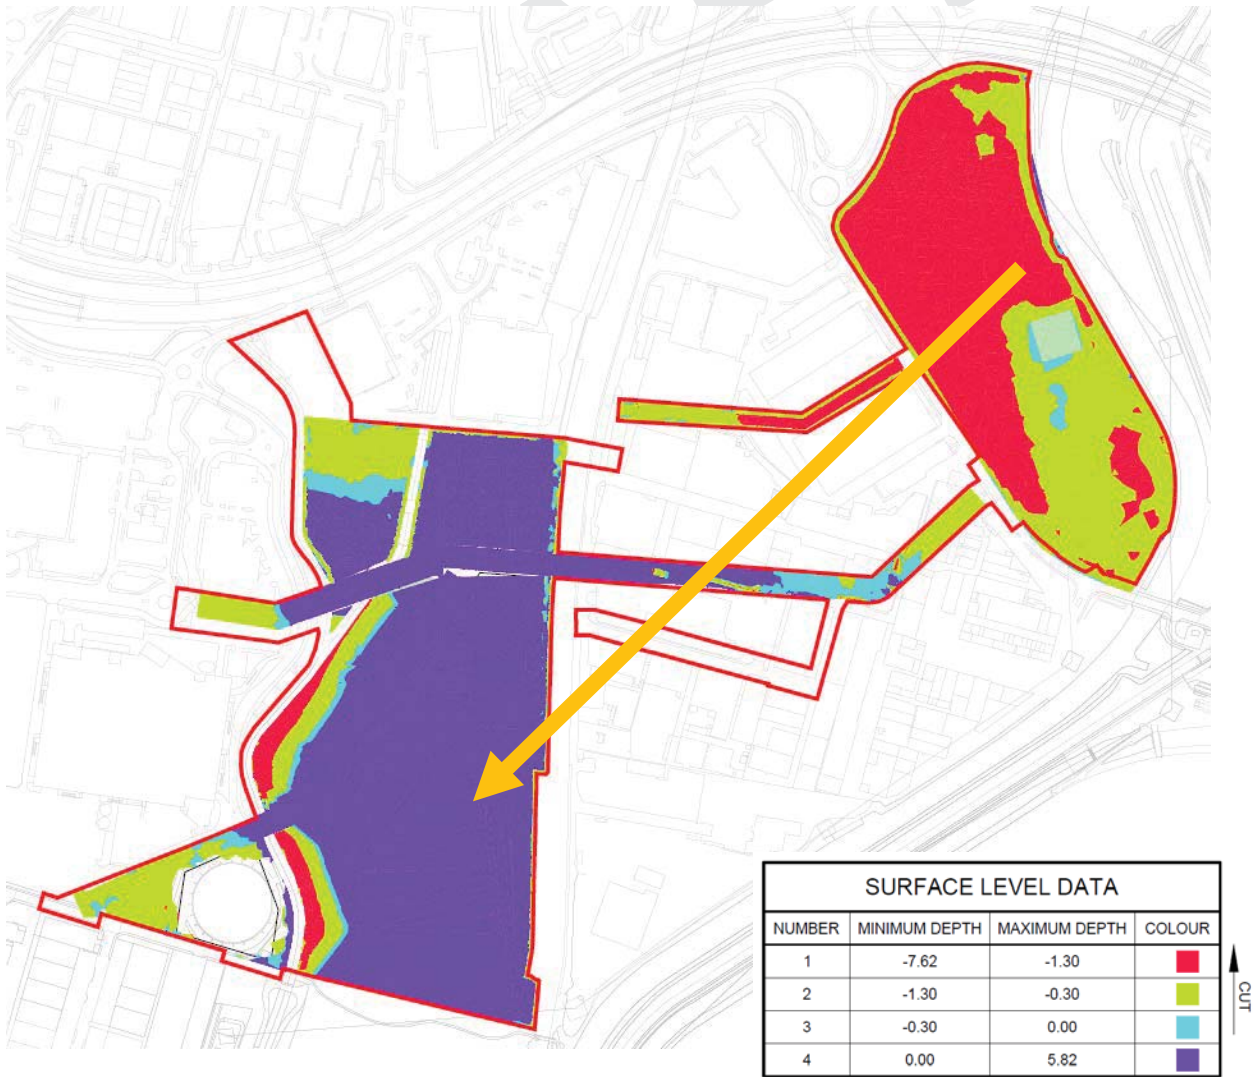 SURFACE LEVEL DATA
NUMBER MINIMUM DEPTH MAXIMUM DEPTH COLOUR
1 -7.62 -1.30
2 -1.30 -0.30
3 -0.30 0.00
4 0.00 5.82
CUT